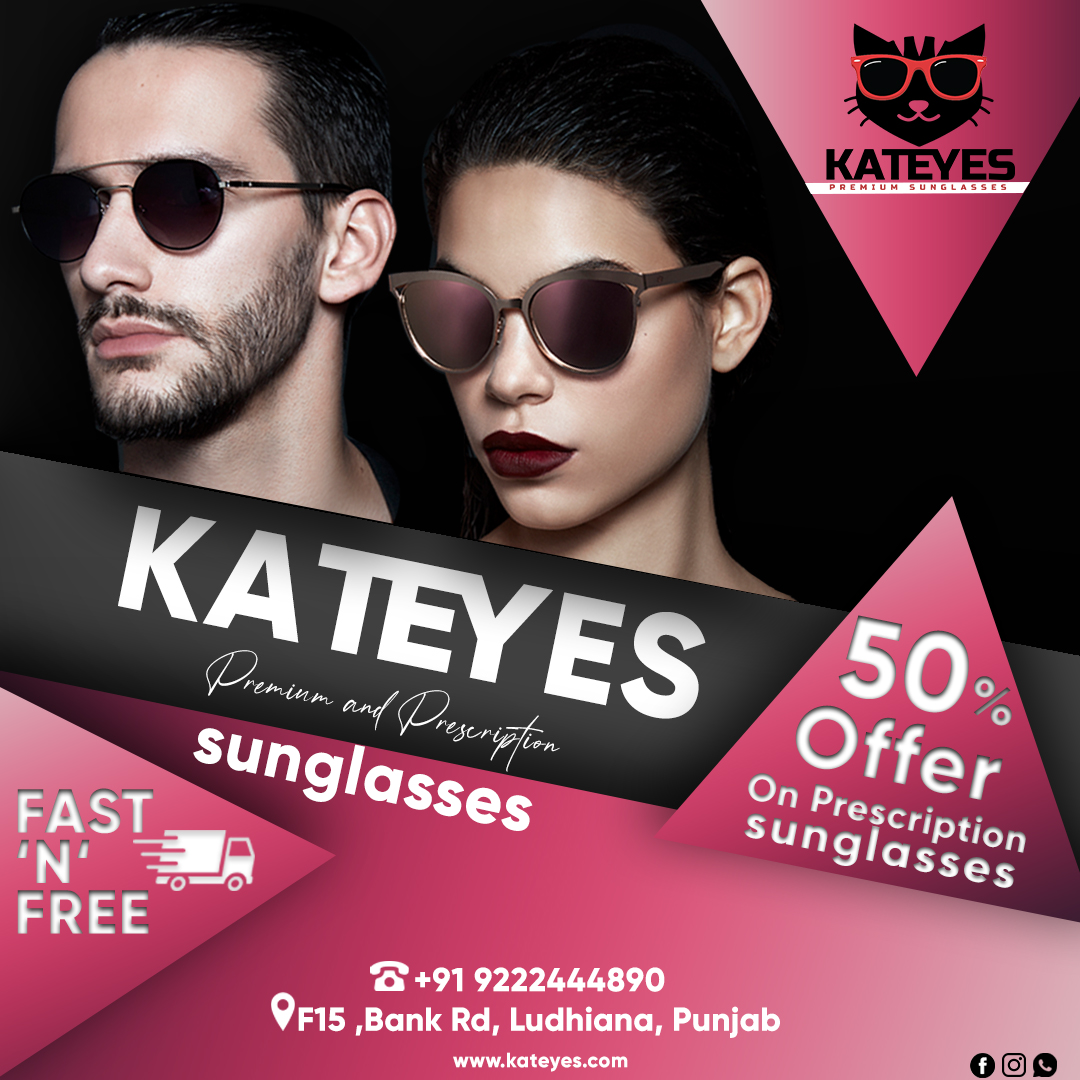 KATEYES
PREMIUM SUNGLASSES
KATEYES
Premium and Prescription
sunglasses
50%
Offer
On Prescription
sunglasses
FAST
'N'
FREE
+91 9222444890
F15 ,Bank Rd, Ludhiana, Punjab
www.kateyes.com